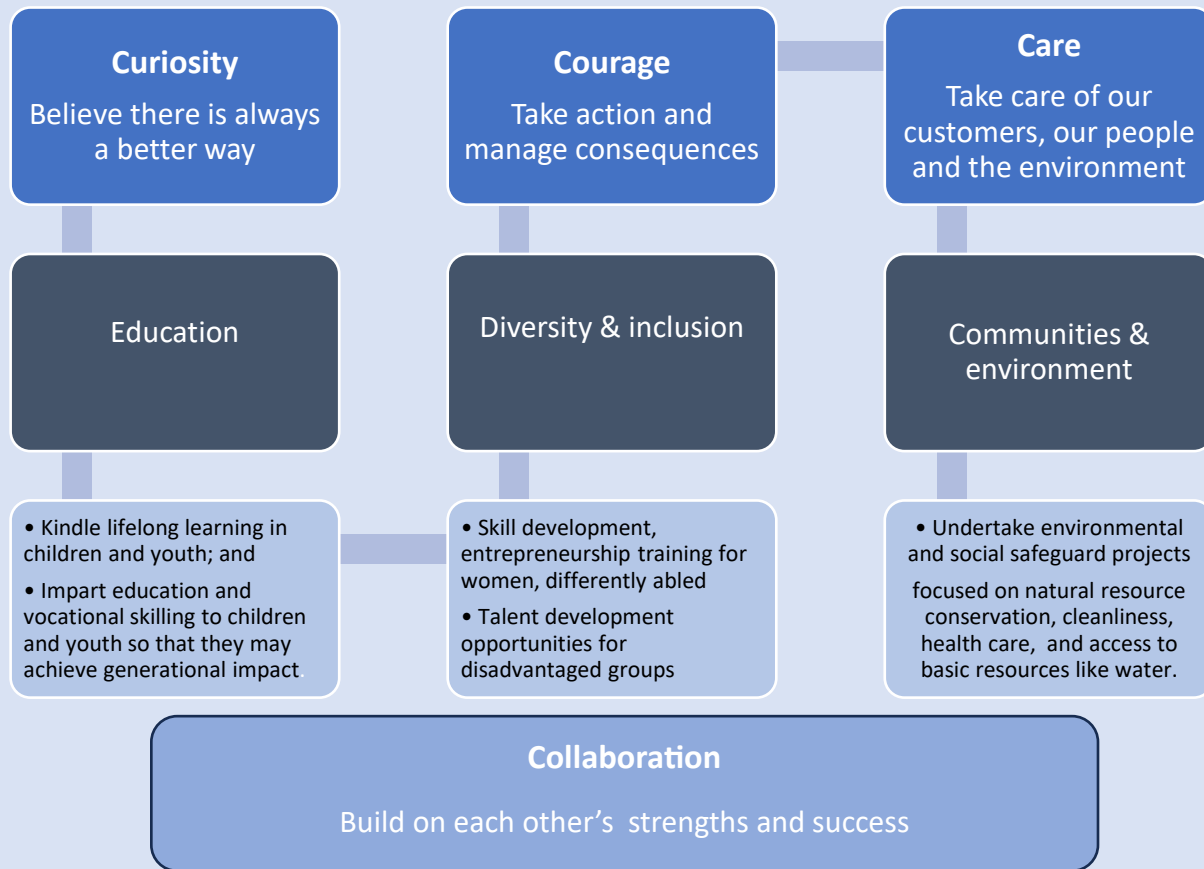 Curiosity
Believe there is always
a better way
Education
• Kindle lifelong learning in
children and youth; and
• Impart education and
vocational skilling to children
and youth so that they may
achieve generational impact.
Courage
Take action and
manage consequences
Diversity & inclusion
• Skill development,
entrepreneurship training for
women, differently abled
• Talent development
opportunities for
disadvantaged groups
Care
Take care of our
customers, our people
and the environment
Communities &
environment
• Undertake environmental
and social safeguard projects
focused on natural resource
conservation, cleanliness,
health care,  and access to
basic resources like water.
Collaboration
Build on each other’s  strengths and success